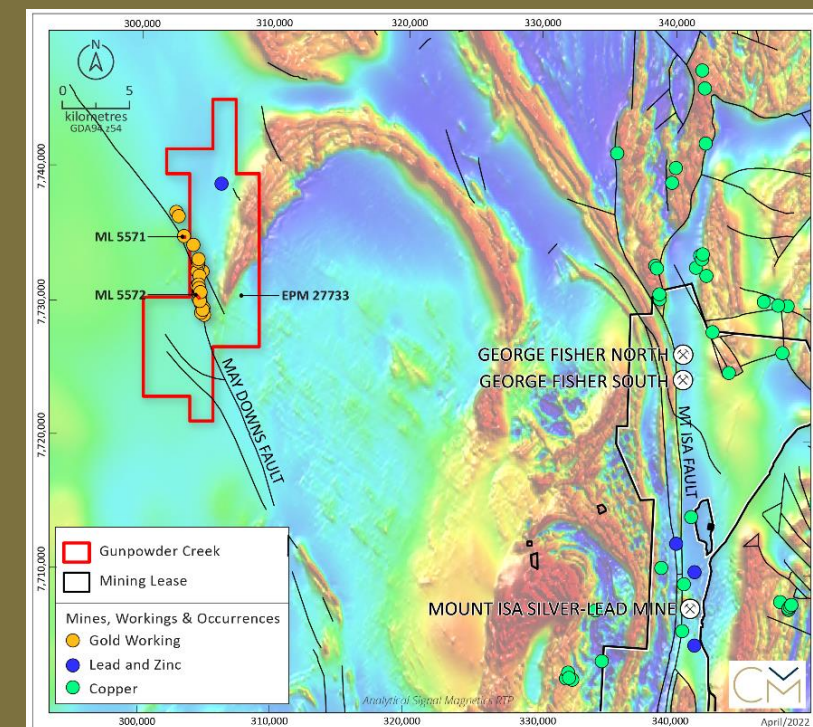 300,000 310,000 320,000 330,000 340,000
N
0 5
kilometres
GDA94 z54
7,740,000
7,730,000
7,720,000
7,710,000
ML 5571
ML 5572
EPM 27733
MAY DOWNS FAULT
GEORGE FISHER NORTH
GEORGE FISHER SOUTH
MT ISA FAULT
MOUNT ISA SILVER-LEAD MINE
Gunpowder Creek
Mining Lease
Mines, Workings & Occurrences
Gold Working
Lead and Zinc
Copper
Analytical Signal Magnetics RTP
CMM
300,000 310,000 320,000 330,000 340,000
April/2022